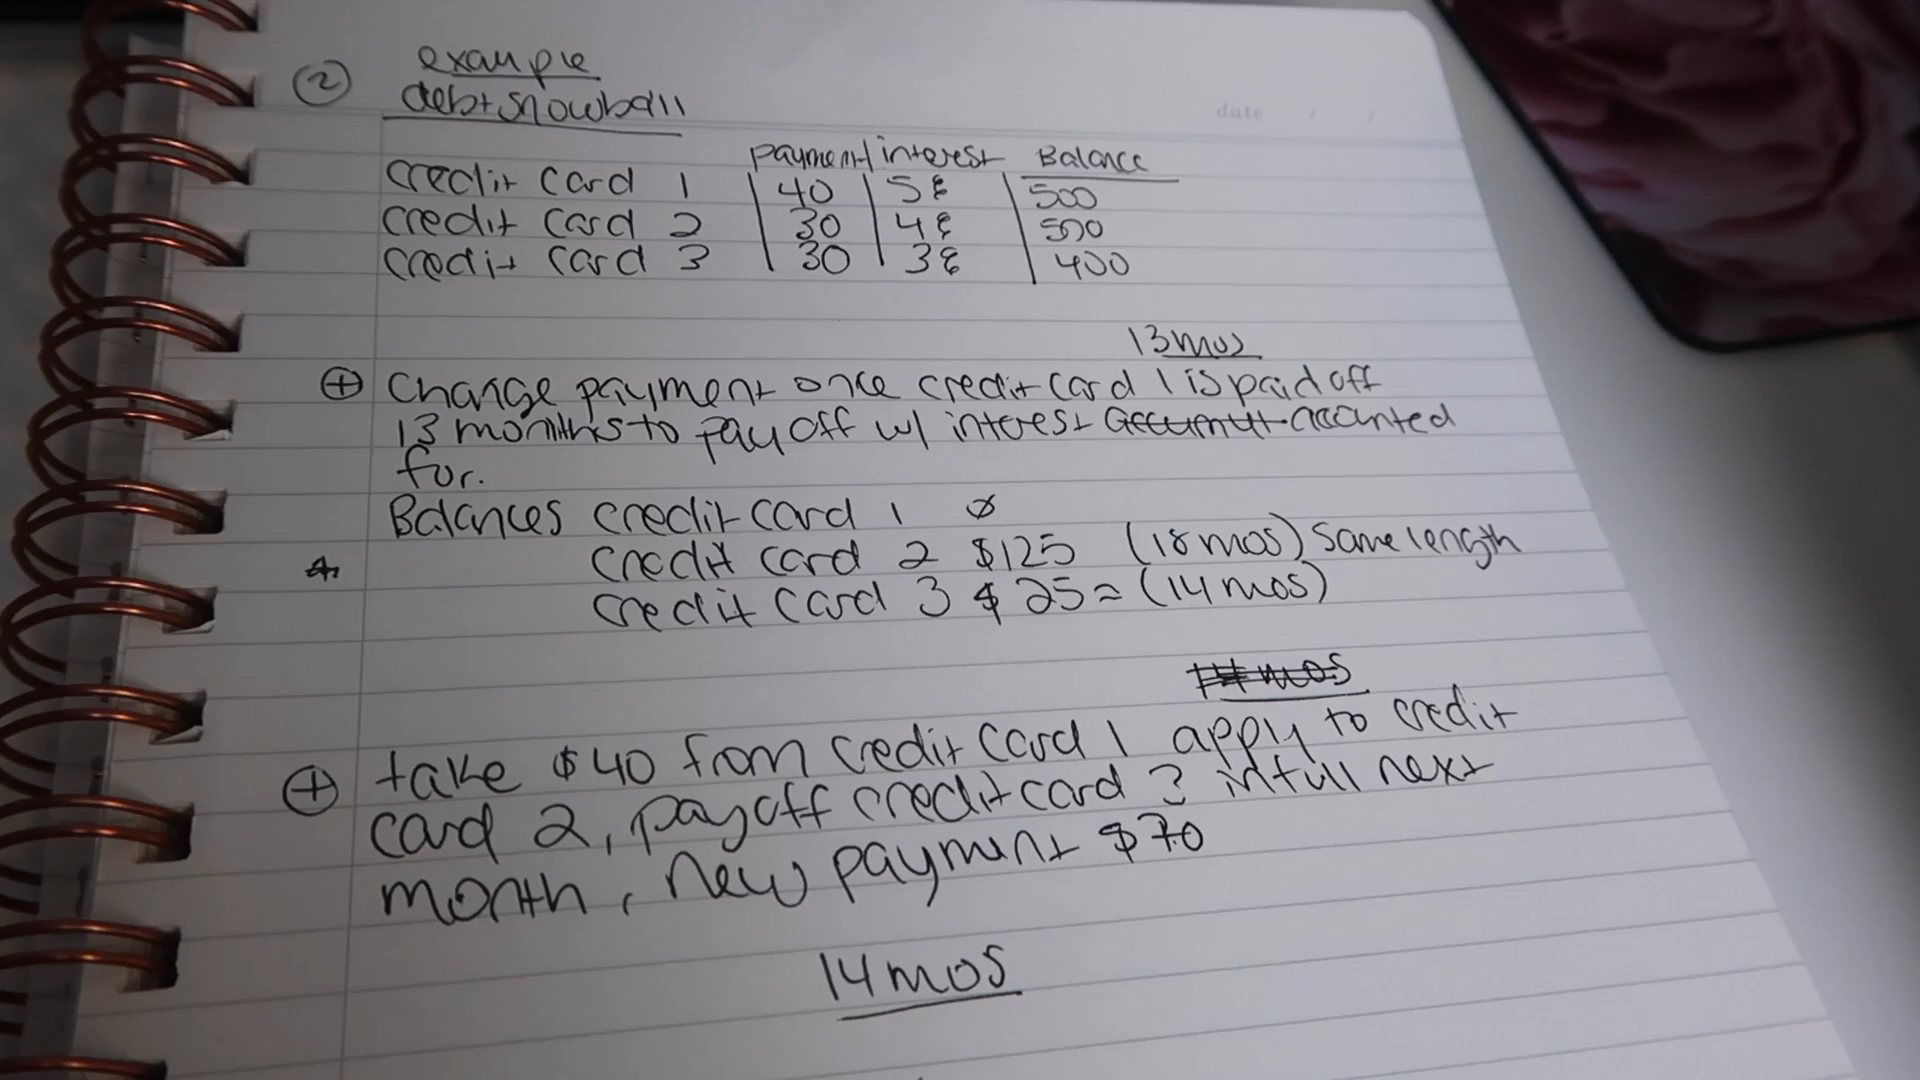 ② example
debt snowball
payment interest Balance
credit card 1 40 5% 500
credit card 2 30 4% 500
credit card 3 30 3% 400
date / /
13 mos
⊕ Change payment once credit card 1 is paid off
13 months to pay off w/ interest accounted
for.
Balances credit card 1 ∅
credit card 2 $125 (18 mos) same length
credit card 3 $25 = (14 mos)
⊕ take $40 from credit card 1 apply to credit
card 2, payoff credit card 3 in full next
month, new payment $70
14 mos